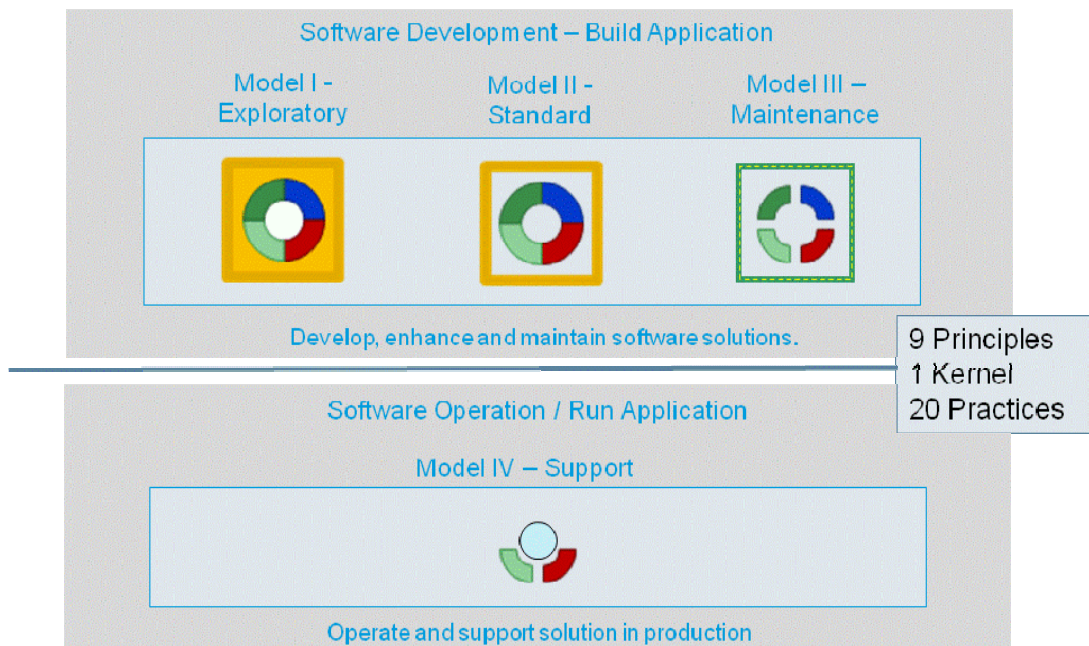 Software Development – Build Application
Model I -
Exploratory
Model II -
Standard
Model III –
Maintenance
Develop, enhance and maintain software solutions.
9 Principles
1 Kernel
20 Practices
Software Operation / Run Application
Model IV – Support
Operate and support solution in production